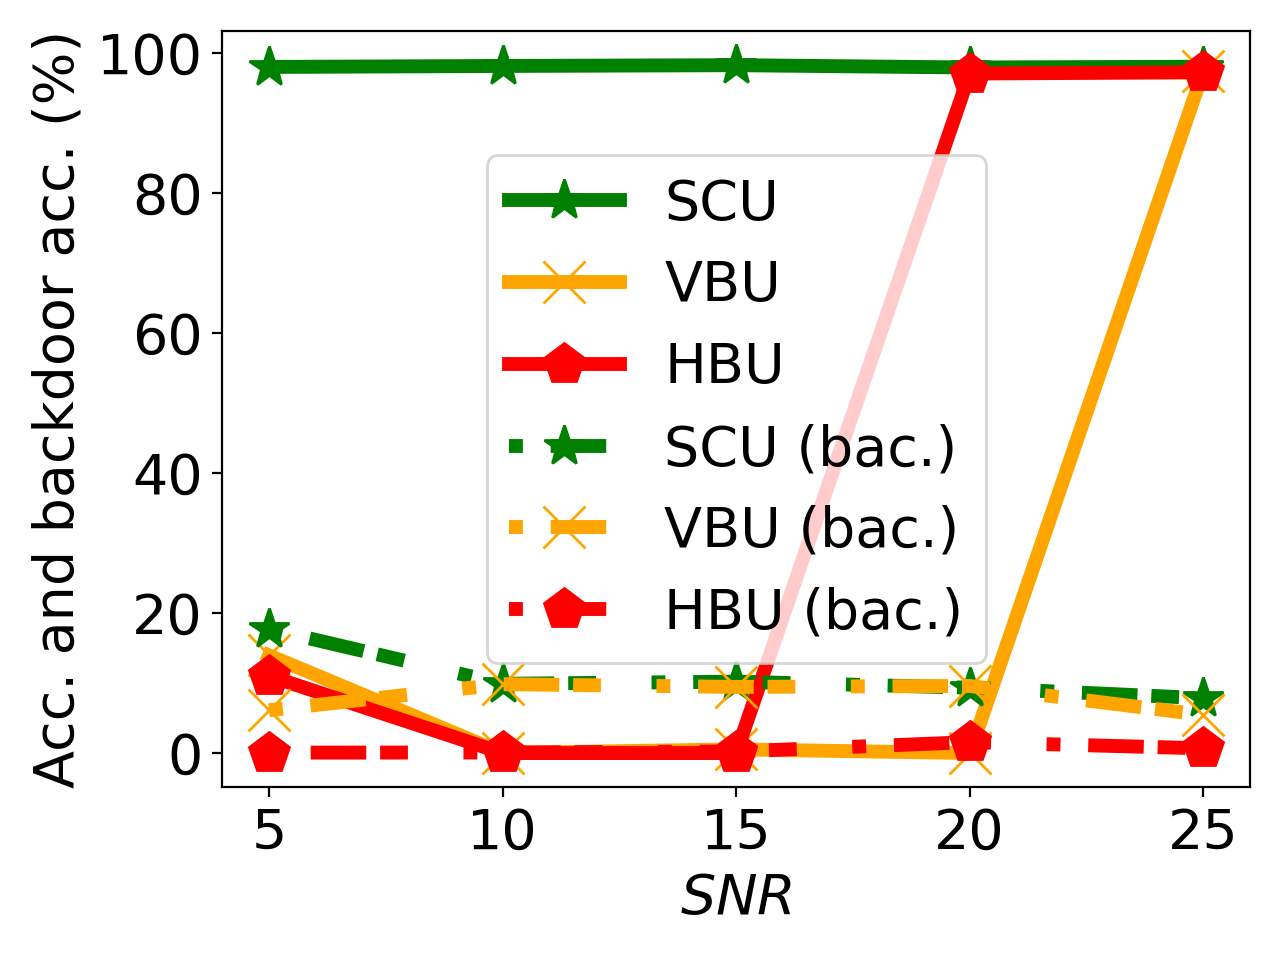 Acc. and backdoor acc. (%)
100
80
60
40
20
0
SCU
VBU
HBU
SCU (bac.)
VBU (bac.)
HBU (bac.)
5 10 15 20 25
SNR